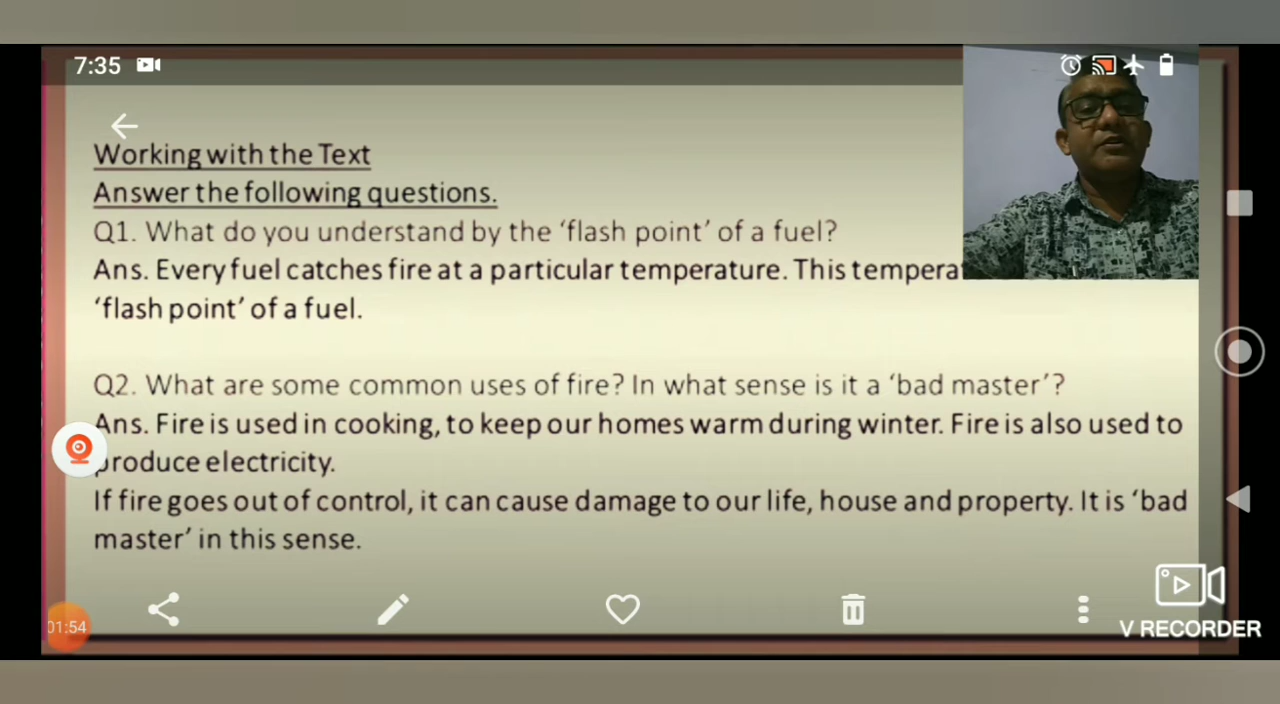 7:35
Working with the Text
Answer the following questions.
Q1. What do you understand by the ‘flash point’ of a fuel?
Ans. Every fuel catches fire at a particular temperature. This
‘flash point’ of a fuel.
Q2. What are some common uses of fire? In what sense is it a ‘bad master’?
Ans. Fire is used in cooking, to keep our homes warm during winter. Fire is also used to
produce electricity.
If fire goes out of control, it can cause damage to our life, house and property. It is ‘bad
master’ in this sense.
01:54
V RECORDER